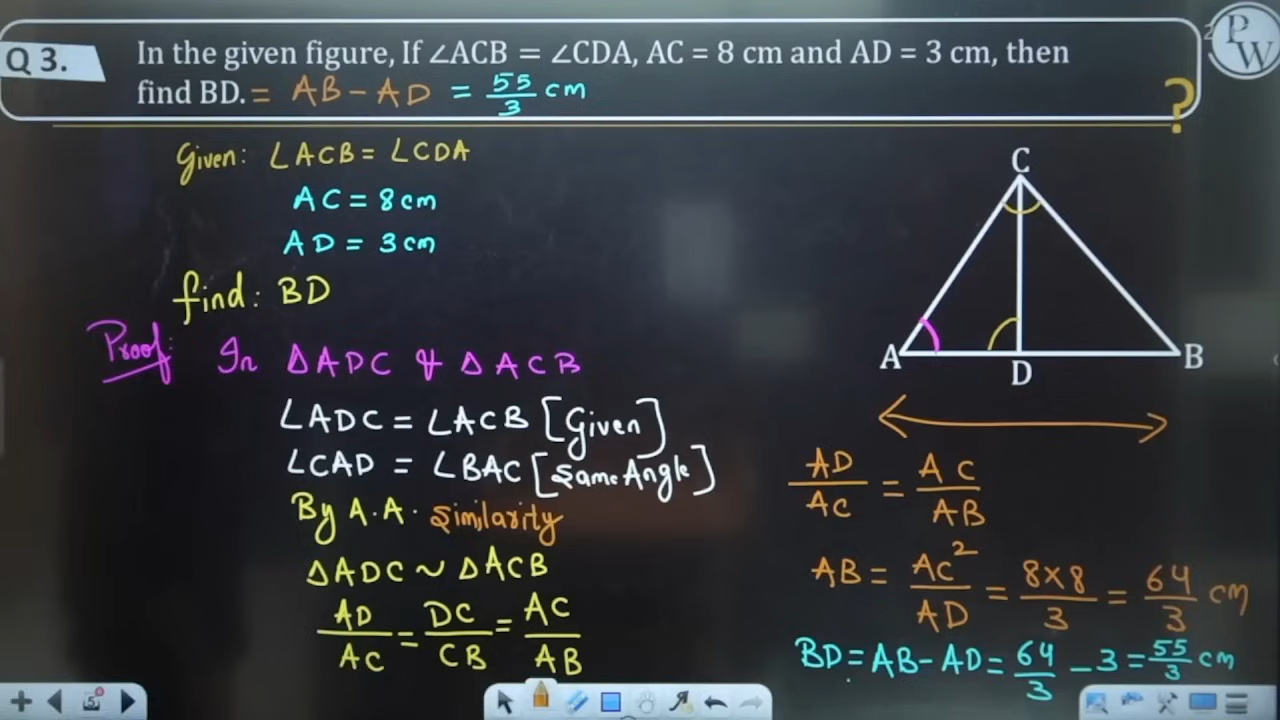 Q 3.
In the given figure, If ∠ACB = ∠CDA, AC = 8 cm and AD = 3 cm, then
find BD. = AB - AD = 55/3 cm
?
PW
Given: ∠ACB = ∠CDA
AC = 8 cm
AD = 3 cm
find: BD
Proof: In ΔADC & ΔACB
∠ADC = ∠ACB [Given]
∠CAD = ∠BAC [Same Angle]
By A.A. Similarity
ΔADC ~ ΔACB
AD/AC = DC/CB = AC/AB
C
A
D
B
AD/AC = AC/AB
AB = AC²/AD = 8×8/3 = 64/3 cm
BD = AB - AD = 64/3 - 3 = 55/3 cm